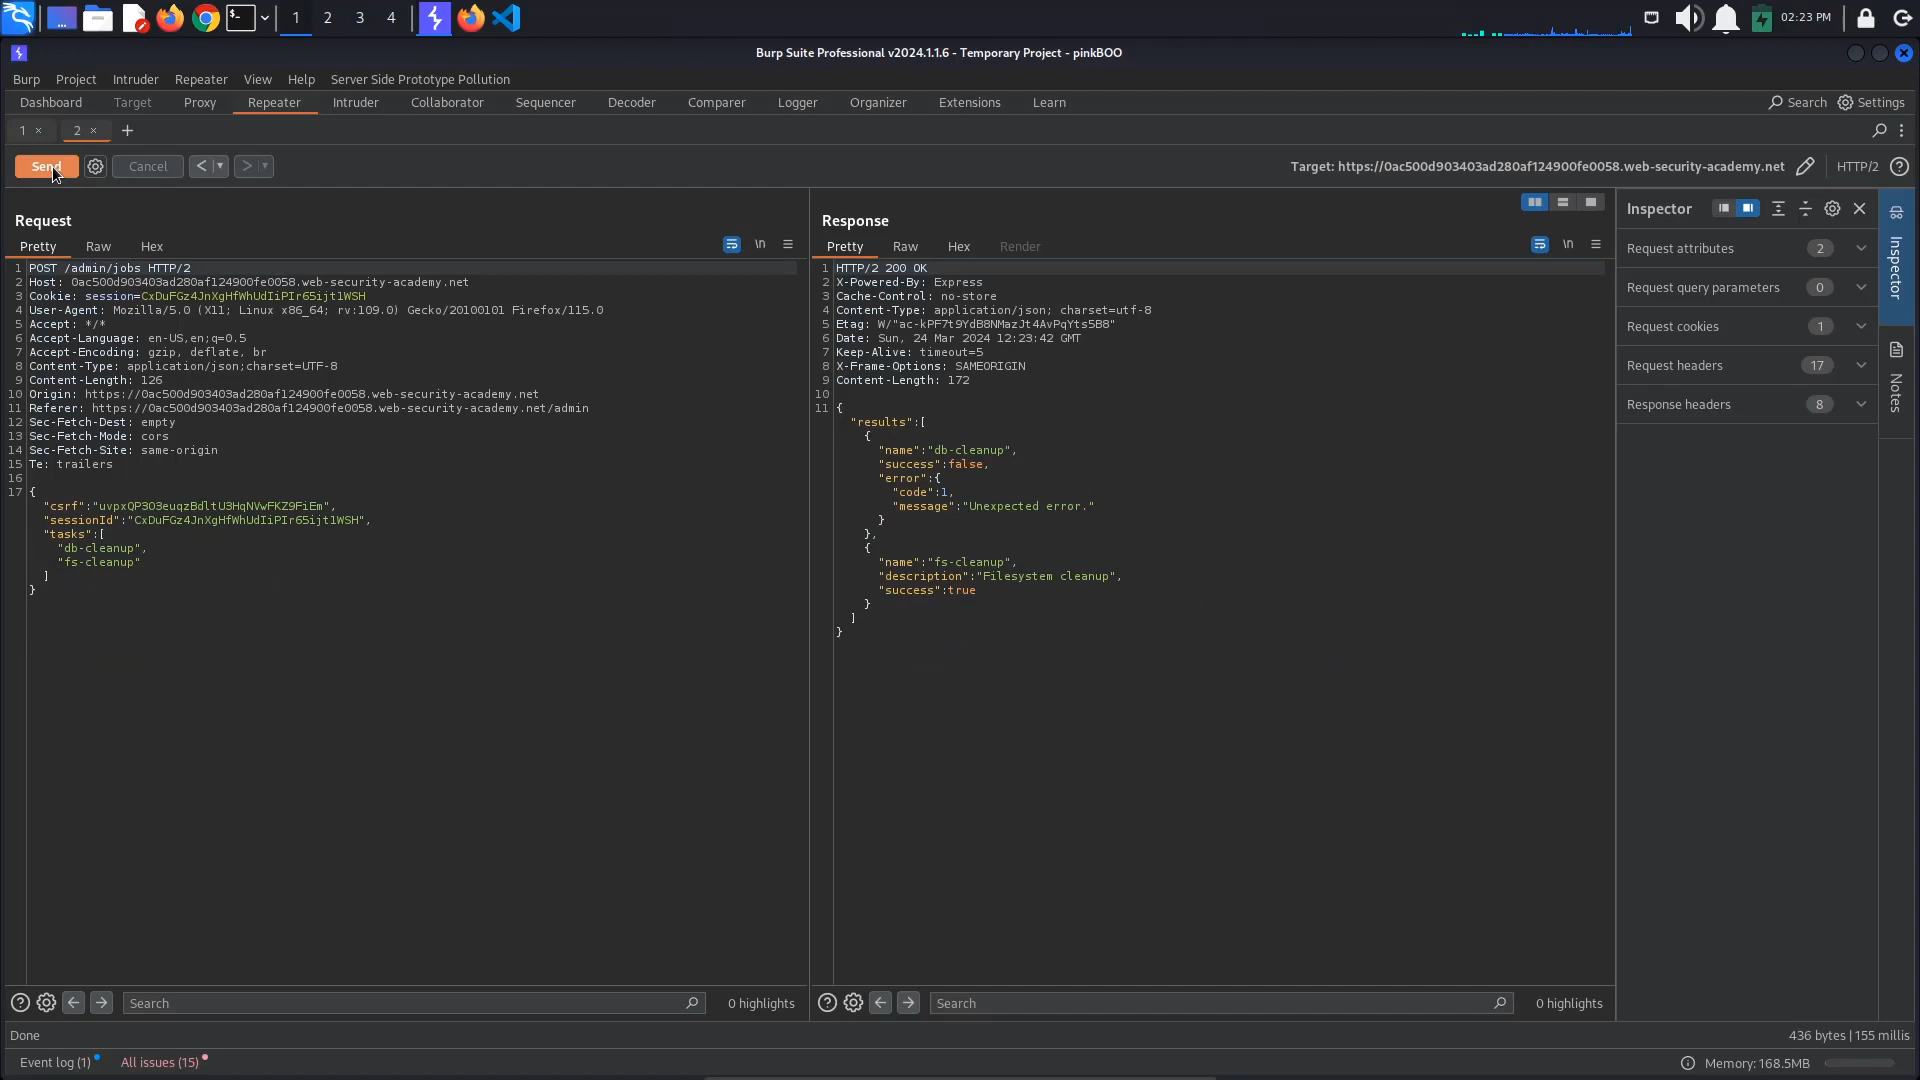 1 2 3 4
02:23 PM
Burp Suite Professional v2024.1.1.6 - Temporary Project - pinkBOO
Burp Project Intruder Repeater View Help Server Side Prototype Pollution
Dashboard Target Proxy Repeater Intruder Collaborator Sequencer Decoder Comparer Logger Organizer Extensions Learn Search Settings
1 × 2 × +
Send Cancel < >
Target: https://0ac500d903403ad280af124900fe0058.web-security-academy.net HTTP/2
Request
Pretty Raw Hex \n
1 POST /admin/jobs HTTP/2
2 Host: 0ac500d903403ad280af124900fe0058.web-security-academy.net
3 Cookie: session=CxDuFGz4JnXgHfWhUdIiPIr65ijt1WSH
4 User-Agent: Mozilla/5.0 (X11; Linux x86_64; rv:109.0) Gecko/20100101 Firefox/115.0
5 Accept: */*
6 Accept-Language: en-US,en;q=0.5
7 Accept-Encoding: gzip, deflate, br
8 Content-Type: application/json;charset=UTF-8
9 Content-Length: 126
10 Origin: https://0ac500d903403ad280af124900fe0058.web-security-academy.net
11 Referer: https://0ac500d903403ad280af124900fe0058.web-security-academy.net/admin
12 Sec-Fetch-Dest: empty
13 Sec-Fetch-Mode: cors
14 Sec-Fetch-Site: same-origin
15 Te: trailers
16
17 {
"csrf":"uvpxQP3O3euqzBdltU3HqNVwFKZ9FiEm",
"sessionId":"CxDuFGz4JnXgHfWhUdIiPIr65ijt1WSH",
"tasks":[
"db-cleanup",
"fs-cleanup"
]
}
Search 0 highlights
Response
Pretty Raw Hex Render \n
1 HTTP/2 200 OK
2 X-Powered-By: Express
3 Cache-Control: no-store
4 Content-Type: application/json; charset=utf-8
5 Etag: W/"ac-kPF7t9YdB8NMazJt4AvPqYts5B8"
6 Date: Sun, 24 Mar 2024 12:23:42 GMT
7 Keep-Alive: timeout=5
8 X-Frame-Options: SAMEORIGIN
9 Content-Length: 172
10
11 {
"results":[
{
"name":"db-cleanup",
"success":false,
"error":{
"code":1,
"message":"Unexpected error."
}
},
{
"name":"fs-cleanup",
"description":"Filesystem cleanup",
"success":true
}
]
}
Search 0 highlights
Inspector
Request attributes 2
Request query parameters 0
Request cookies 1
Request headers 17
Response headers 8
Inspector
Notes
Done
436 bytes | 155 millis
Event log (1) All issues (15)
Memory: 168.5MB